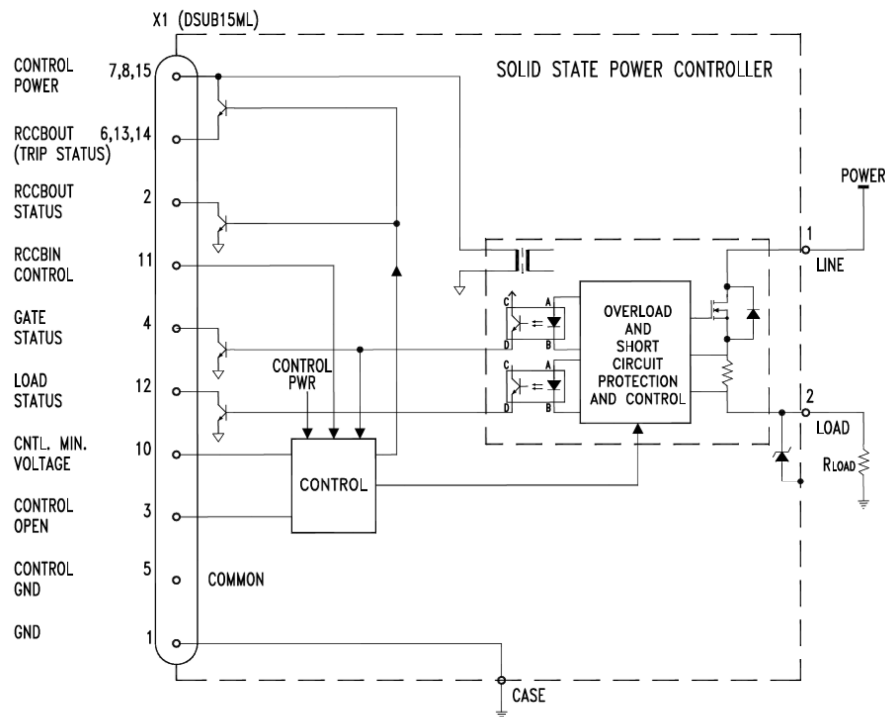 X1 (DSUB15ML)
SOLID STATE POWER CONTROLLER
CONTROL 7,8,15
POWER
RCCBOUT 6,13,14
(TRIP STATUS)
RCCBOUT 2
STATUS
RCCBIN 11
CONTROL
GATE 4
STATUS
LOAD 12
STATUS
CNTL. MIN. 10
VOLTAGE
CONTROL 3
OPEN
CONTROL 5
GND
COMMON
GND 1
CONTROL
PWR
CONTROL
C A
D B
C A
D B
OVERLOAD
AND
SHORT
CIRCUIT
PROTECTION
AND CONTROL
POWER
1
LINE
2
LOAD
RLOAD
CASE